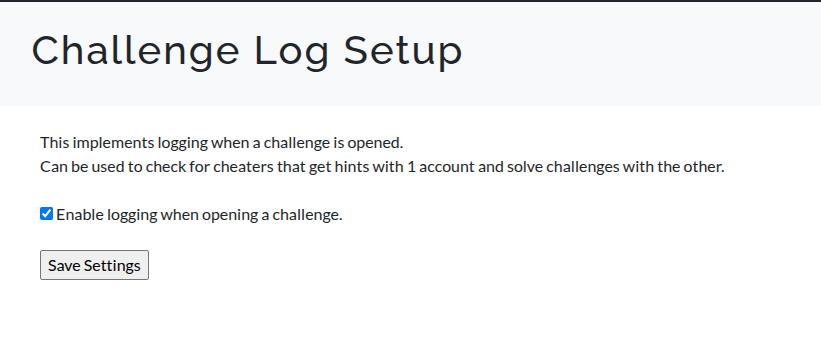 Challenge Log Setup
This implements logging when a challenge is opened.
Can be used to check for cheaters that get hints with 1 account and solve challenges with the other.
Enable logging when opening a challenge.
Save Settings